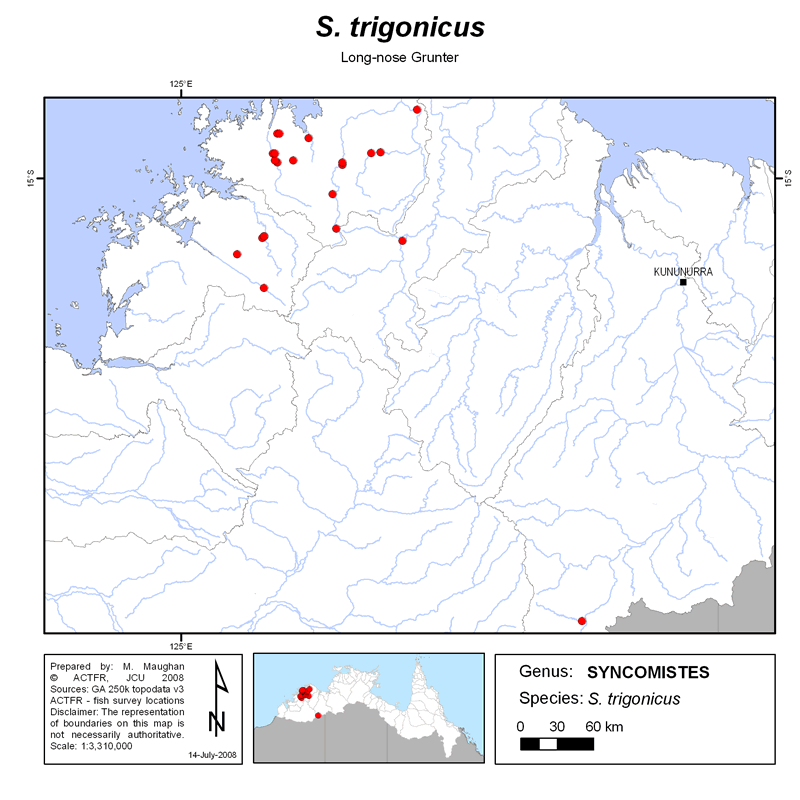 S. trigonicus
Long-nose Grunter
125°E
15°S
15°S
KUNUNURRA
125°E
Prepared by: M. Maughan
© ACTFR, JCU 2008
Sources: GA 250k topodata v3
ACTFR - fish survey locations
Disclaimer: The representation
of boundaries on this map is
not necessarily authoritative.
Scale: 1:3,310,000
N
14-July-2008
Genus: SYNCOMISTES
Species: S. trigonicus
0 30 60 km